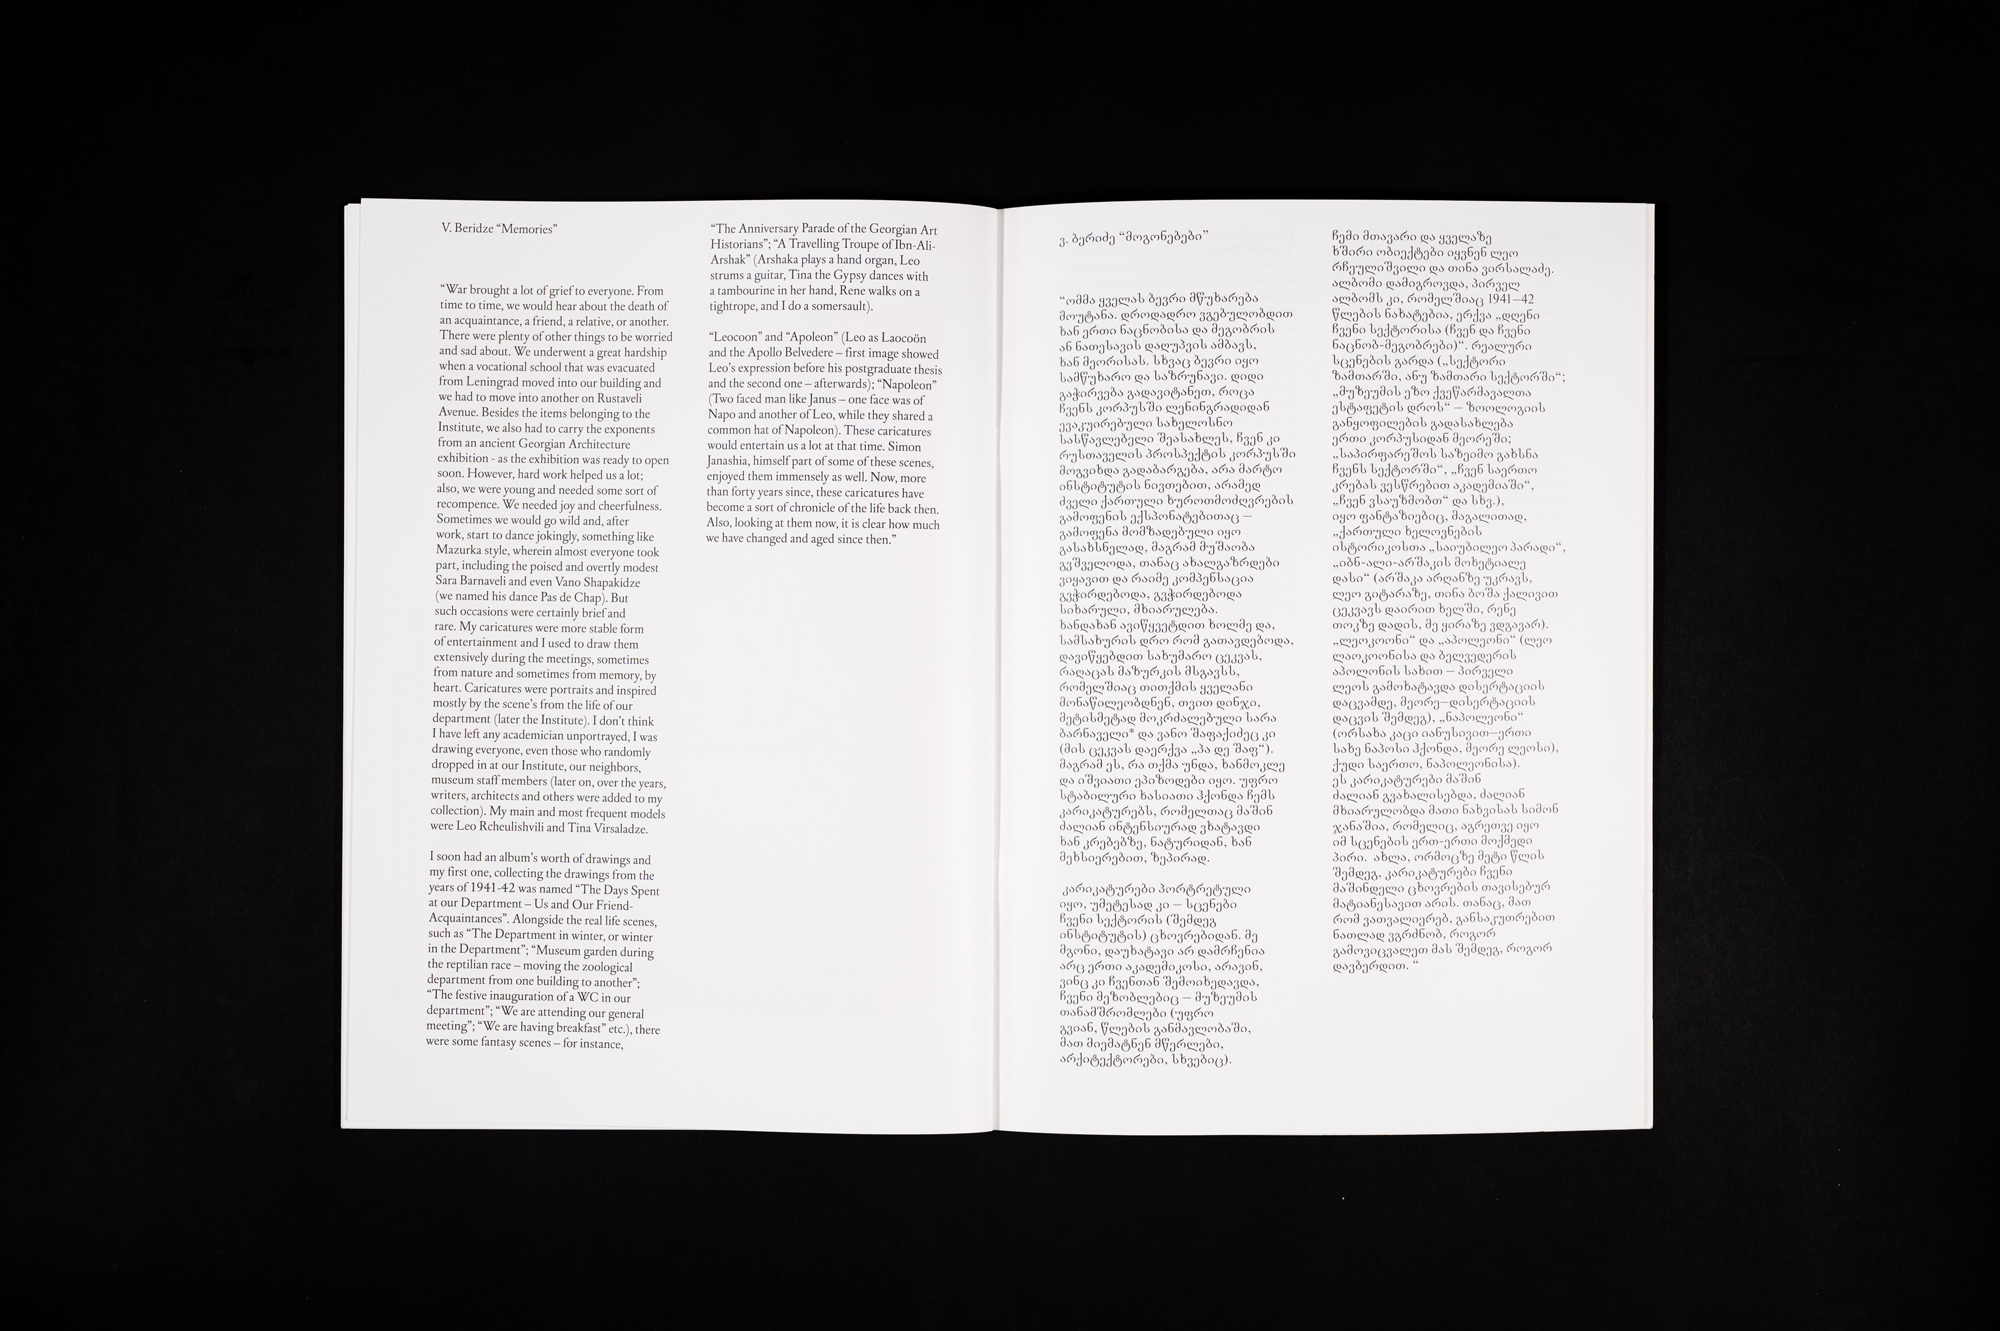 V. Beridze “Memories”
“War brought a lot of grief to everyone. From
time to time, we would hear about the death of
an acquaintance, a friend, a relative, or another.
There were plenty of other things to be worried
and sad about. We underwent a great hardship
when a vocational school that was evacuated
from Leningrad moved into our building and
we had to move into another on Rustaveli
Avenue. Besides the items belonging to the
Institute, we also had to carry the exponents
from an ancient Georgian Architecture
exhibition - as the exhibition was ready to open
soon. However, hard work helped us a lot;
also, we were young and needed some sort of
recompence. We needed joy and cheerfulness.
Sometimes we would go wild and, after
work, start to dance jokingly, something like
Mazurka style, wherein almost everyone took
part, including the poised and overtly modest
Sara Barnaveli and even Vano Shapakidze
(we named his dance Pas de Chap). But
such occasions were certainly brief and
rare. My caricatures were more stable form
of entertainment and I used to draw them
extensively during the meetings, sometimes
from nature and sometimes from memory, by
heart. Caricatures were portraits and inspired
mostly by the scene’s from the life of our
department (later the Institute). I don’t think
I have left any academician unportrayed, I was
drawing everyone, even those who randomly
dropped in at our Institute, our neighbors,
museum staff members (later on, over the years,
writers, architects and others were added to my
collection). My main and most frequent models
were Leo Rcheulishvili and Tina Virsaladze.
I soon had an album’s worth of drawings and
my first one, collecting the drawings from the
years of 1941-42 was named “The Days Spent
at our Department – Us and Our Friend-
Acquaintances”. Alongside the real life scenes,
such as “The Department in winter, or winter
in the Department”; “Museum garden during
the reptilian race – moving the zoological
department from one building to another”;
“The festive inauguration of a WC in our
department”; “We are attending our general
meeting”; “We are having breakfast” etc.), there
were some fantasy scenes – for instance,
“The Anniversary Parade of the Georgian Art
Historians”; “A Travelling Troupe of Ibn-Ali-
Arshak” (Arshaka plays a hand organ, Leo
strums a guitar, Tina the Gypsy dances with
a tambourine in her hand, Rene walks on a
tightrope, and I do a somersault).
“Leocoon” and “Apoleon” (Leo as Laocoön
and the Apollo Belvedere – first image showed
Leo’s expression before his postgraduate thesis
and the second one – afterwards); “Napoleon”
(Two faced man like Janus – one face was of
Napo and another of Leo, while they shared a
common hat of Napoleon). These caricatures
would entertain us a lot at that time. Simon
Janashia, himself part of some of these scenes,
enjoyed them immensely as well. Now, more
than forty years since, these caricatures have
become a sort of chronicle of the life back then.
Also, looking at them now, it is clear how much
we have changed and aged since then.”
ვ. ბერიძე “მოგონებები”
“ომმა ყველას ბევრი მწუხარება
მოუტანა. დროდადრო ვგებულობდით
ხან ერთი ნაცნობისა და მეგობრის
ან ნათესავის დაღუპვის ამბავს,
ხან მეორისას. სხვაც ბევრი იყო
სამწუხარო და საზრუნავი. დიდი
გაჭირვება გადავიტანეთ, როცა
ჩვენს კორპუსში ლენინგრადიდან
ევაკუირებული სახელოსნო
სასწავლებელი შეასახლეს, ჩვენ კი
რუსთაველის პროსპექტის კორპუსში
მოგვიხდა გადაბარგება, არა მარტო
ინსტიტუტის ნივთებით, არამედ
ძველი ქართული ხუროთმოძღვრების
გამოფენის ექსპონატებითაც –
გამოფენა მომზადებული იყო
გასახსნელად, მაგრამ მუშაობა
გვშველოდა, თანაც ახალგაზრდები
ვიყავით და რაიმე კომპენსაცია
გვჭირდებოდა, გვჭირდებოდა
სიხარული, მხიარულება.
ხანდახან ავიწყვეტდით ხოლმე და,
სამსახურის დრო რომ გათავდებოდა,
დავიწყებდით სახუმარო ცეკვას,
რაღაცას მაზურკის მსგავსს,
რომელშიაც თითქმის ყველანი
მონაწილეობდნენ, თვით დინჯი,
მეტისმეტად მოკრძალებული სარა
ბარნაველი* და ვანო შაფაქიძეც კი
(მის ცეკვას დაერქვა „პა დე შაფ“).
მაგრამ ეს, რა თქმა უნდა, ხანმოკლე
და იშვიათი ეპიზოდები იყო. უფრო
სტაბილური ხასიათი ჰქონდა ჩემს
კარიკატურებს, რომელთაც მაშინ
ძალიან ინტენსიურად ვხატავდი
ხან კრებებზე, ნატურიდან, ხან
მეხსიერებით, ზეპირად.
კარიკატურები პორტრეტული
იყო, უმეტესად კი – სცენები
ჩვენი სექტორის (შემდეგ
ინსტიტუტის) ცხოვრებიდან. მე
მგონი, დაუხატავი არ დამრჩენია
არც ერთი აკადემიკოსი, არავინ,
ვინც კი ჩვენთან შემოიხედავდა,
ჩვენი მეზობლებიც – მუზეუმის
თანამშრომლები (უფრო
გვიან, წლების განმავლობაში,
მათ მიემატნენ მწერლები,
არქიტექტორები, სხვებიც).
ჩემი მთავარი და ყველაზე
ხშირი ობიექტები იყვნენ ლეო
რჩეულიშვილი და თინა ვირსალაძე.
ალბომი დამიგროვდა, პირველ
ალბომს კი, რომელშიაც 1941–42
წლების ნახატებია, ერქვა „დღენი
ჩვენი სექტორისა (ჩვენ და ჩვენი
ნაცნობ-მეგობრები)“. რეალური
სცენების გარდა („სექტორი
ზამთარში, ანუ ზამთარი სექტორში“;
„მუზეუმის ეზო ქვეწარმავალთა
ესტაფეტის დროს“ – ზოოლოგიის
განყოფილების გადასახლება
ერთი კორპუსიდან მეორეში;
„საპირფარეშოს საზეიმო გახსნა
ჩვენს სექტორში“, „ჩვენ საერთო
კრებას ვესწრებით აკადემიაში“,
„ჩვენ ვსაუზმობთ“ და სხვ.),
იყო ფანტაზიებიც, მაგალითად,
„ქართული ხელოვნების
ისტორიკოსთა „საიუბილეო პარადი“,
„იბნ-ალი-არშაკის მოხეტიალე
დასი“ (არშაკა არღანზე უკრავს,
ლეო გიტარაზე, თინა ბოშა ქალივით
ცეკვავს დაირით ხელში, რენე
თოკზე დადის, მე ყირაზე ვდგავარ).
„ლეოკოონი“ და „აპოლეონი“ (ლეო
ლაოკოონისა და ბელვედერის
აპოლონის სახით – პირველი
ლეოს გამოხატავდა დისერტაციის
დაცვამდე, მეორე–დისერტაციის
დაცვის შემდეგ), „ნაპოლეონი“
(ორსახა კაცი იანუსივით–ერთი
სახე ნაპოსი ჰქონდა, მეორე ლეოსი),
ქუდი საერთო, ნაპოლეონისა).
ეს კარიკატურები მაშინ
ძალიან გვახალისებდა, ძალიან
მხიარულობდა მათი ნახვისას სიმონ
ჯანაშია, რომელიც, აგრეთვე იყო
იმ სცენების ერთ-ერთი მოქმედი
პირი. ახლა, ორმოცზე მეტი წლის
შემდეგ, კარიკატურები ჩვენი
მაშინდელი ცხოვრების თავისებურ
მატიანესავით არის. თანაც, მათ
რომ ვათვალიერებ, განსაკუთრებით
ნათლად ვგრძნობ, როგორ
გამოვიცვალეთ მას შემდეგ, როგორ
დავბერდით. “